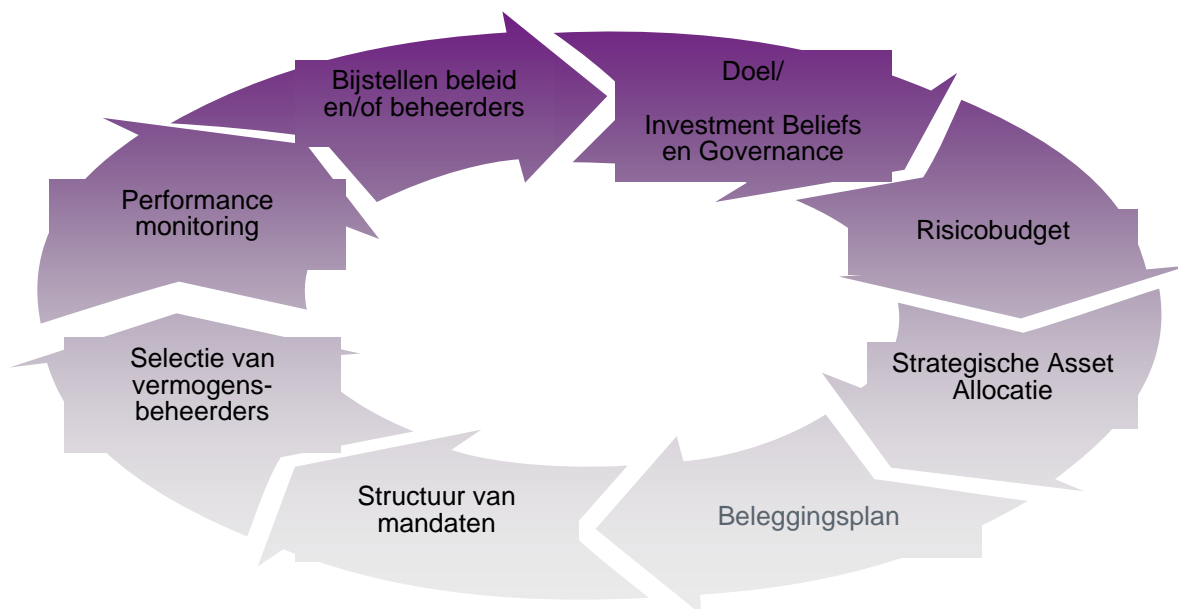 Doel/
Investment Beliefs
en Governance
Risicobudget
Strategische Asset
Allocatie
Beleggingsplan
Structuur van
mandaten
Selectie van
vermogens-
beheerders
Performance
monitoring
Bijstellen beleid
en/of beheerders